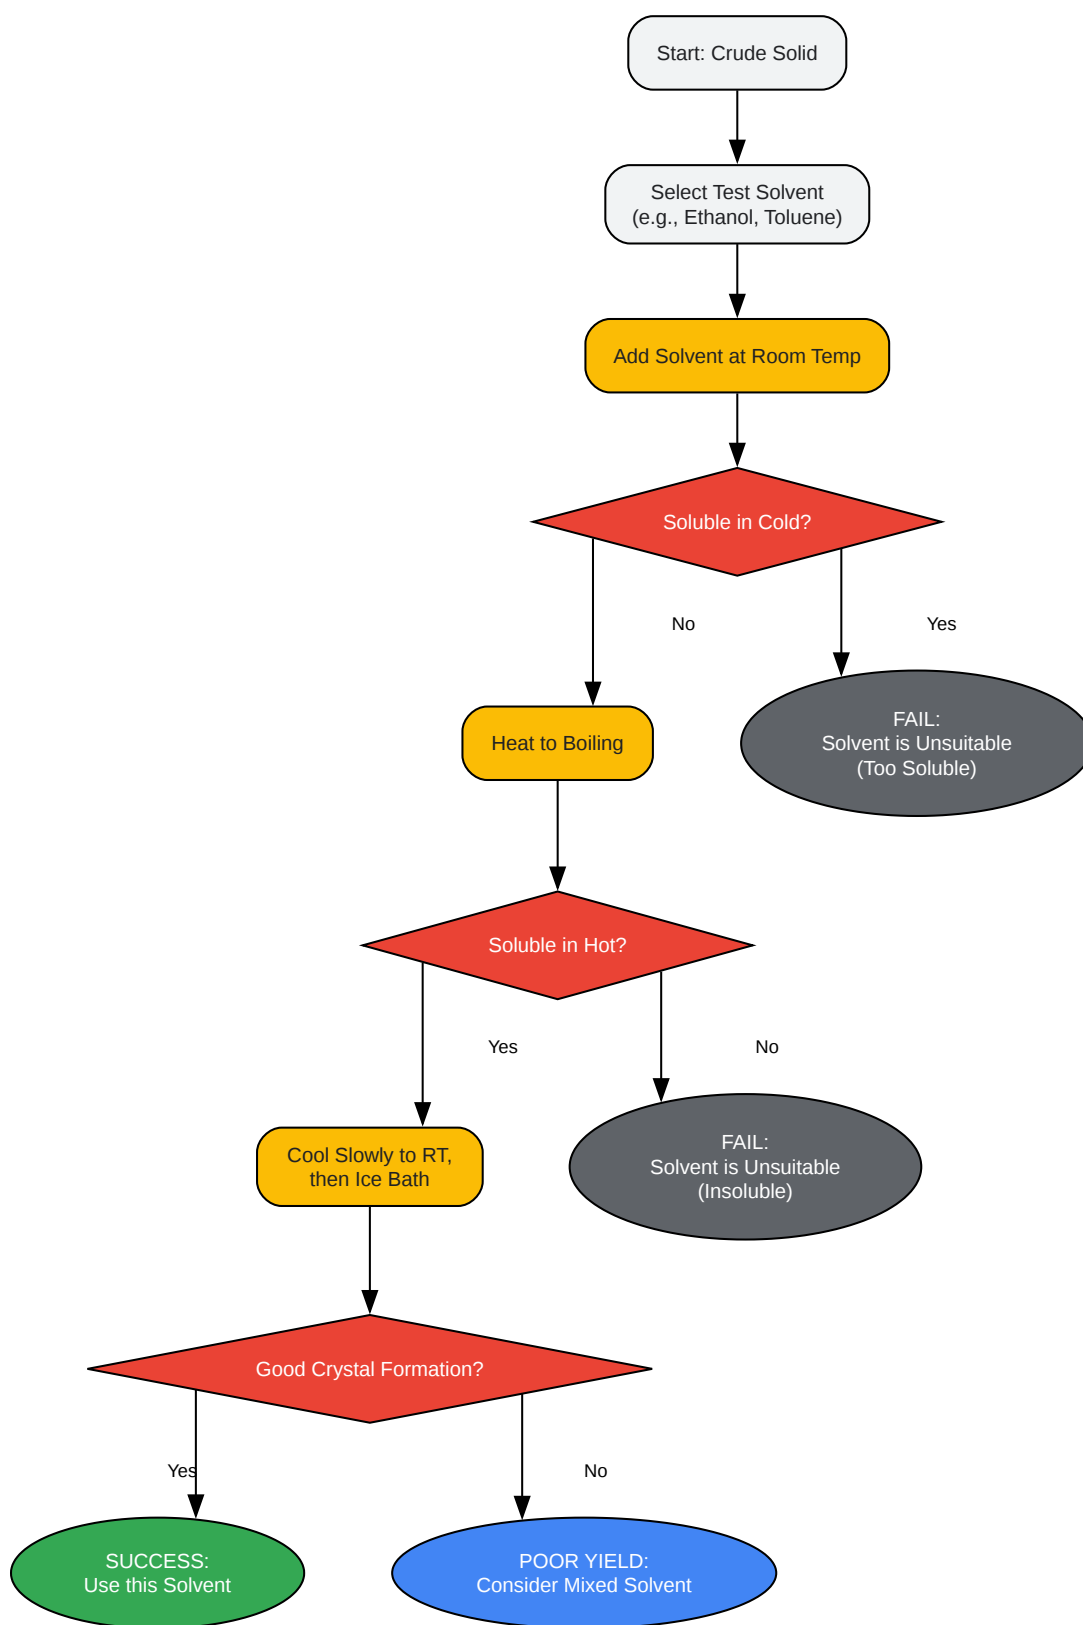 Start: Crude Solid
Select Test Solvent
(e.g., Ethanol, Toluene)
Add Solvent at Room Temp
Soluble in Cold?
No
Yes
FAIL:
Solvent is Unsuitable
(Too Soluble)
Heat to Boiling
Soluble in Hot?
Yes
No
FAIL:
Solvent is Unsuitable
(Insoluble)
Cool Slowly to RT,
then Ice Bath
Good Crystal Formation?
Yes
No
SUCCESS:
Use this Solvent
POOR YIELD:
Consider Mixed Solvent